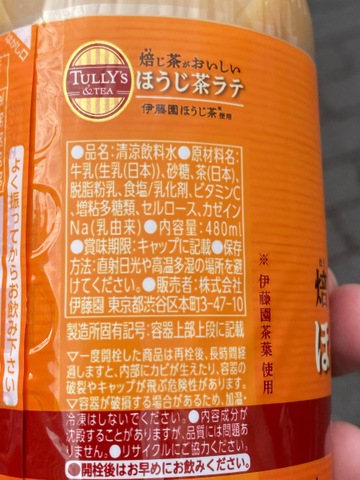 TULLY'S
& TEA
焙じ茶がおいしい
ほうじ茶ラテ
伊藤園ほうじ茶※使用
●品名:清涼飲料水●原材料名:
牛乳(生乳(日本))、砂糖、茶(日本)、
脱脂粉乳、食塩/乳化剤、ビタミンC
、増粘多糖類、セルロース、カゼイン
Na(乳由来)●内容量:480ml
●賞味期限:キャップに記載●保存
方法:直射日光や高温多湿の場所を避
けてください。●販売者:株式会社
伊藤園 東京都渋谷区本町3-47-10
製造所固有記号:容器上部上段に記載
▽一度開栓した商品は再栓後、長時間経
過しますと、内部にカビが生えたり、容器の
破裂やキャップが飛ぶ危険性があります。
▽容器が破損する場合があるため、加温・
冷凍はしないでください。●内容成分が
沈殿することがありますが、品質には問題あ
りません。●リサイクルにご協力ください。
●開栓後はお早めにお飲みください。
よく振ってからお飲み下さい
※伊藤園茶葉使用
焙
ほ